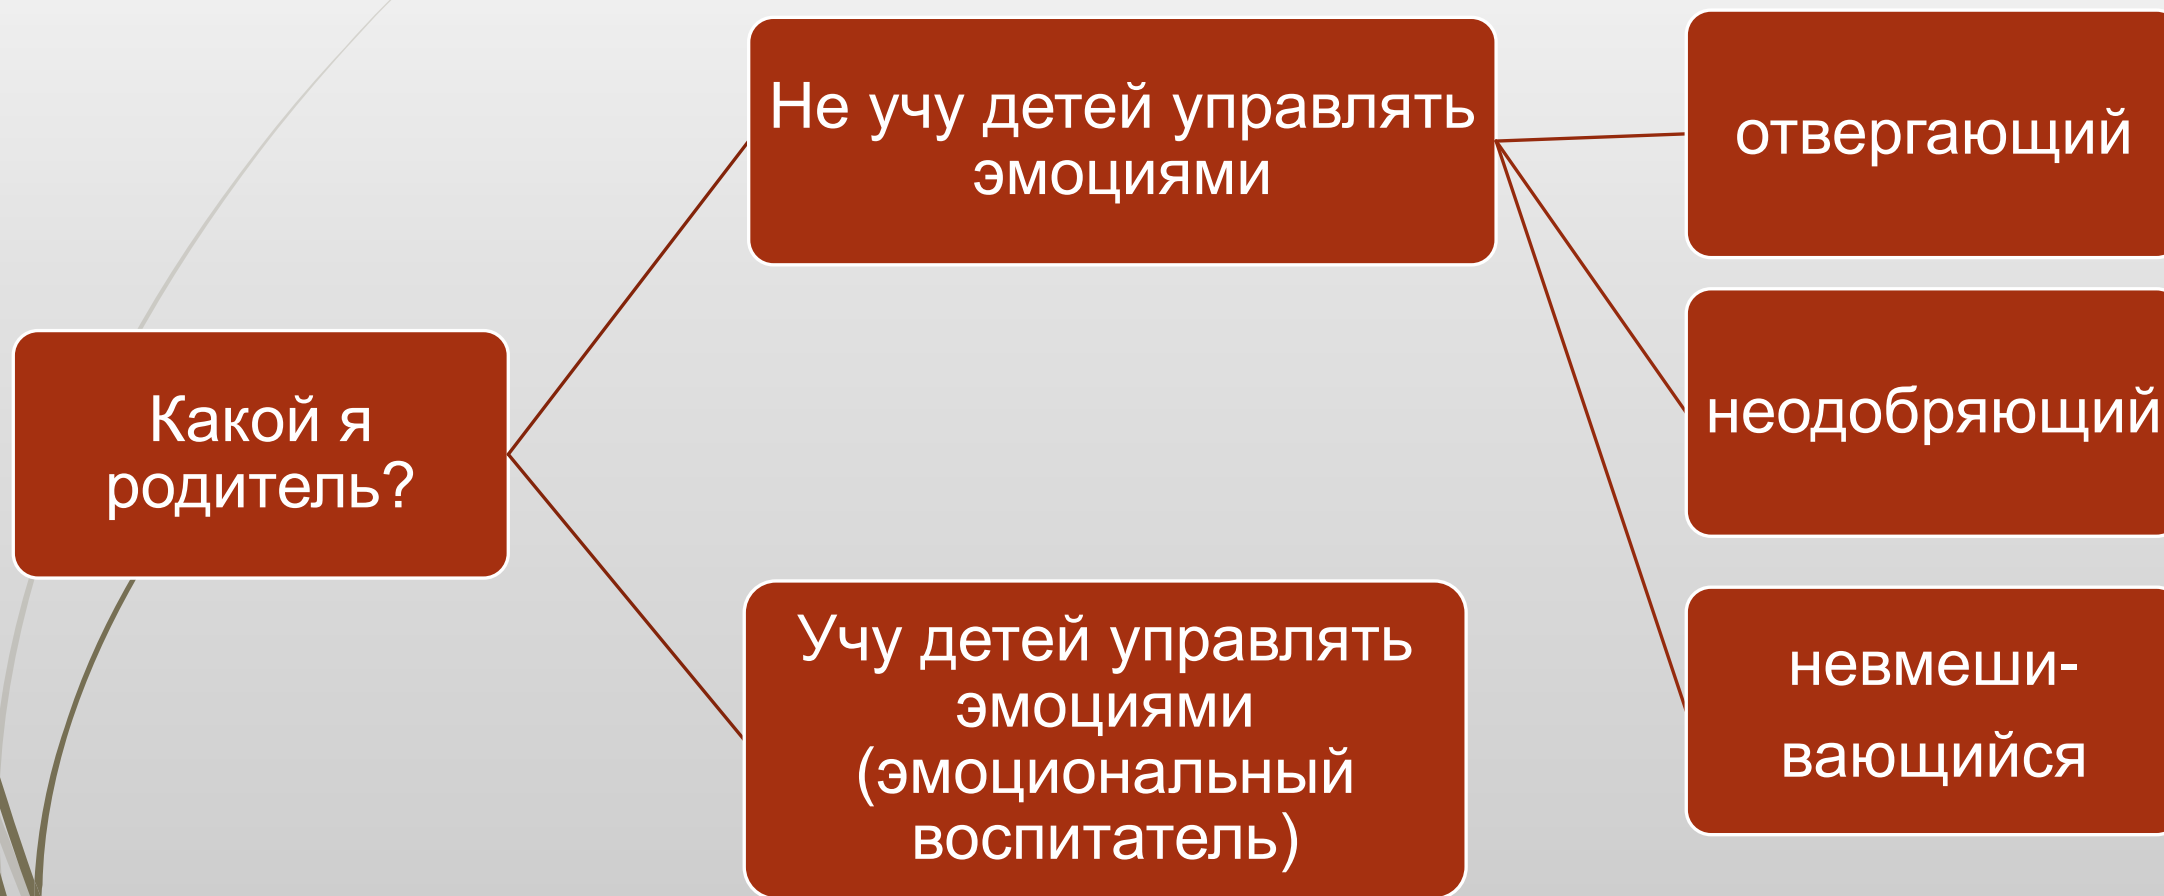 Какой я
родитель?
Не учу детей управлять
эмоциями
Учу детей управлять
эмоциями
(эмоциональный
воспитатель)
отвергающий
неодобряющий
невмеши-
вающийся